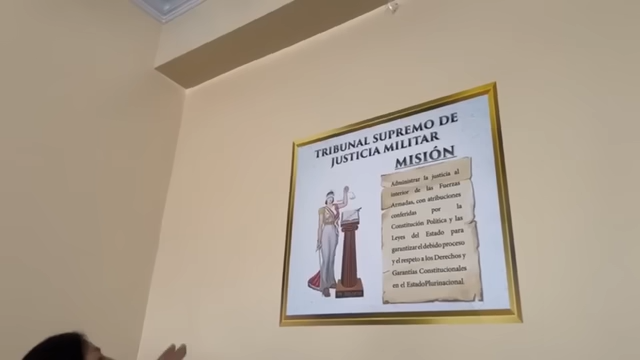 TRIBUNAL SUPREMO DE
JUSTICIA MILITAR
MISIÓN
Administrar la justicia al
interior de las Fuerzas
Armadas, con atribuciones
conferidas por la
Constitución Política y las
Leyes del Estado para
garantizar el debido proceso
y el respeto a los Derechos y
Garantías Constitucionales
en el EstadoPlurinacional.